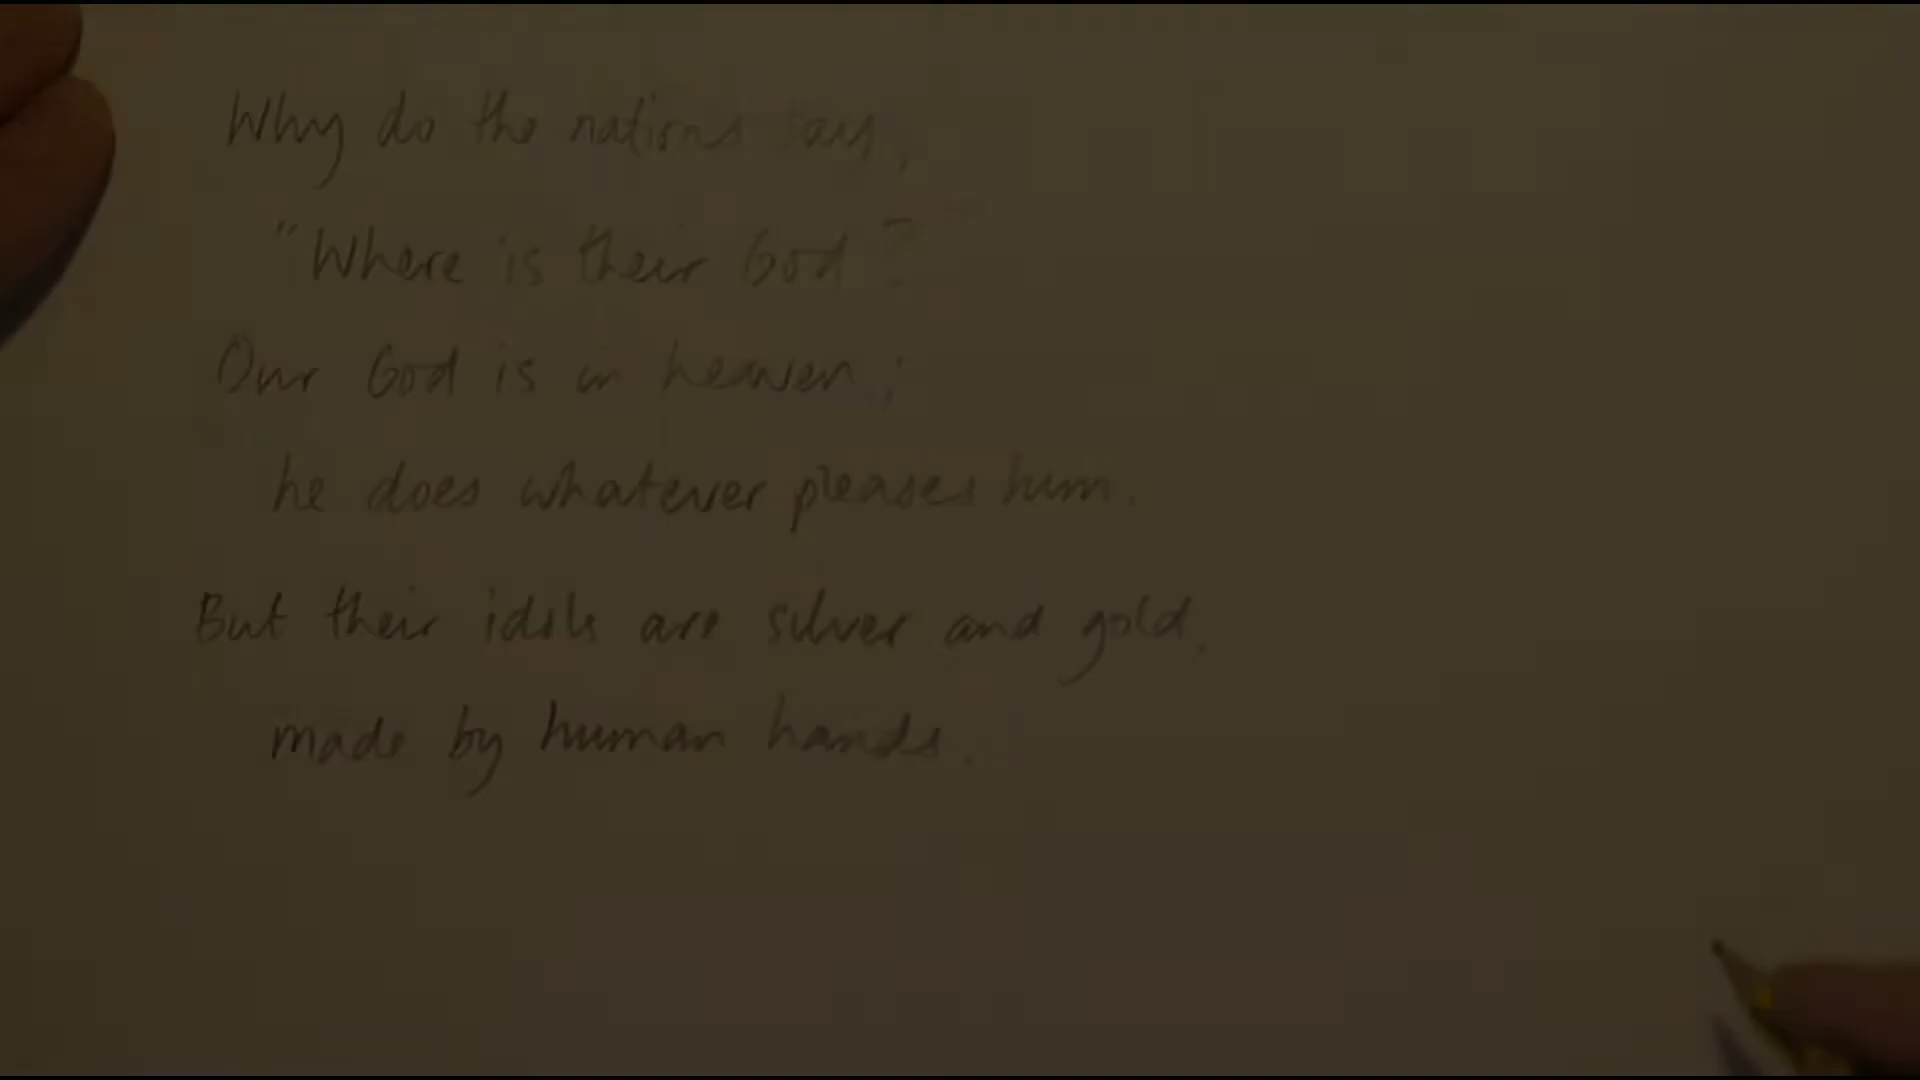 Why do the nations say,
"Where is their God?"
Our God is in heaven;
he does whatever pleases him.
But their idols are silver and gold,
made by human hands.